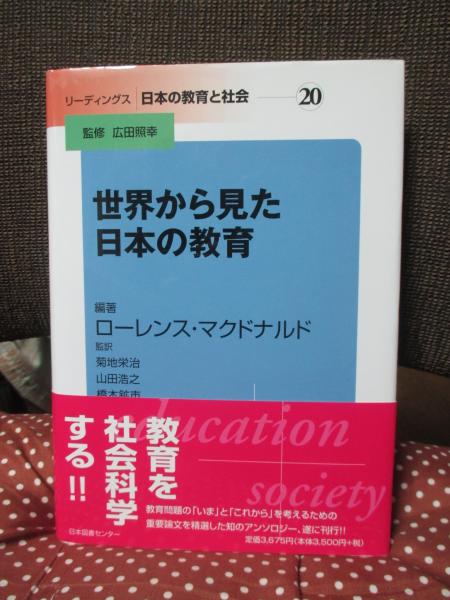 リーディングス 日本の教育と社会 20
監修 広田照幸
世界から見た
日本の教育
編著
ローレンス・マクドナルド
監訳
菊地栄治
山田浩之
橋本鉱市
education
society
教育を
社会科学
する!!
教育問題の「いま」と「これから」を考えるための
重要論文を精選した知のアンソロジー、遂に刊行!!
日本図書センター
定価3,675円(本体3,500円+税)